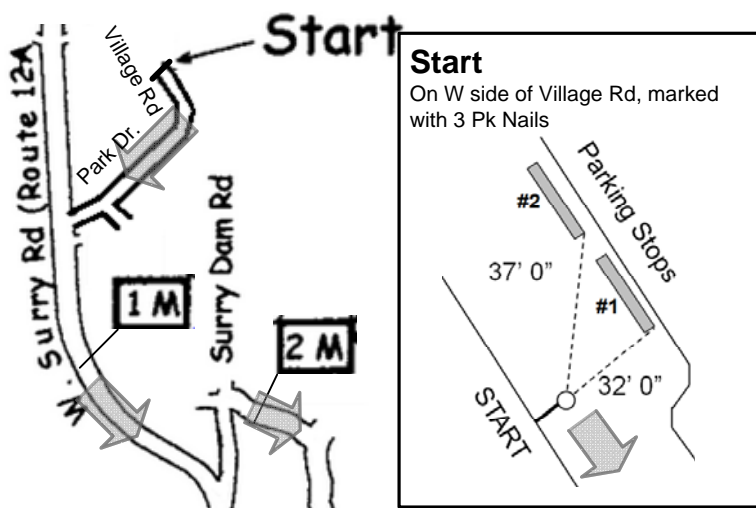 Start
Village Rd
Park Dr.
W. Surry Rd (Route 12A
Surry Dam Rd
1 M
2 M
Start
On W side of Village Rd, marked
with 3 Pk Nails
Parking Stops
#2
37' 0"
#1
32' 0"
START